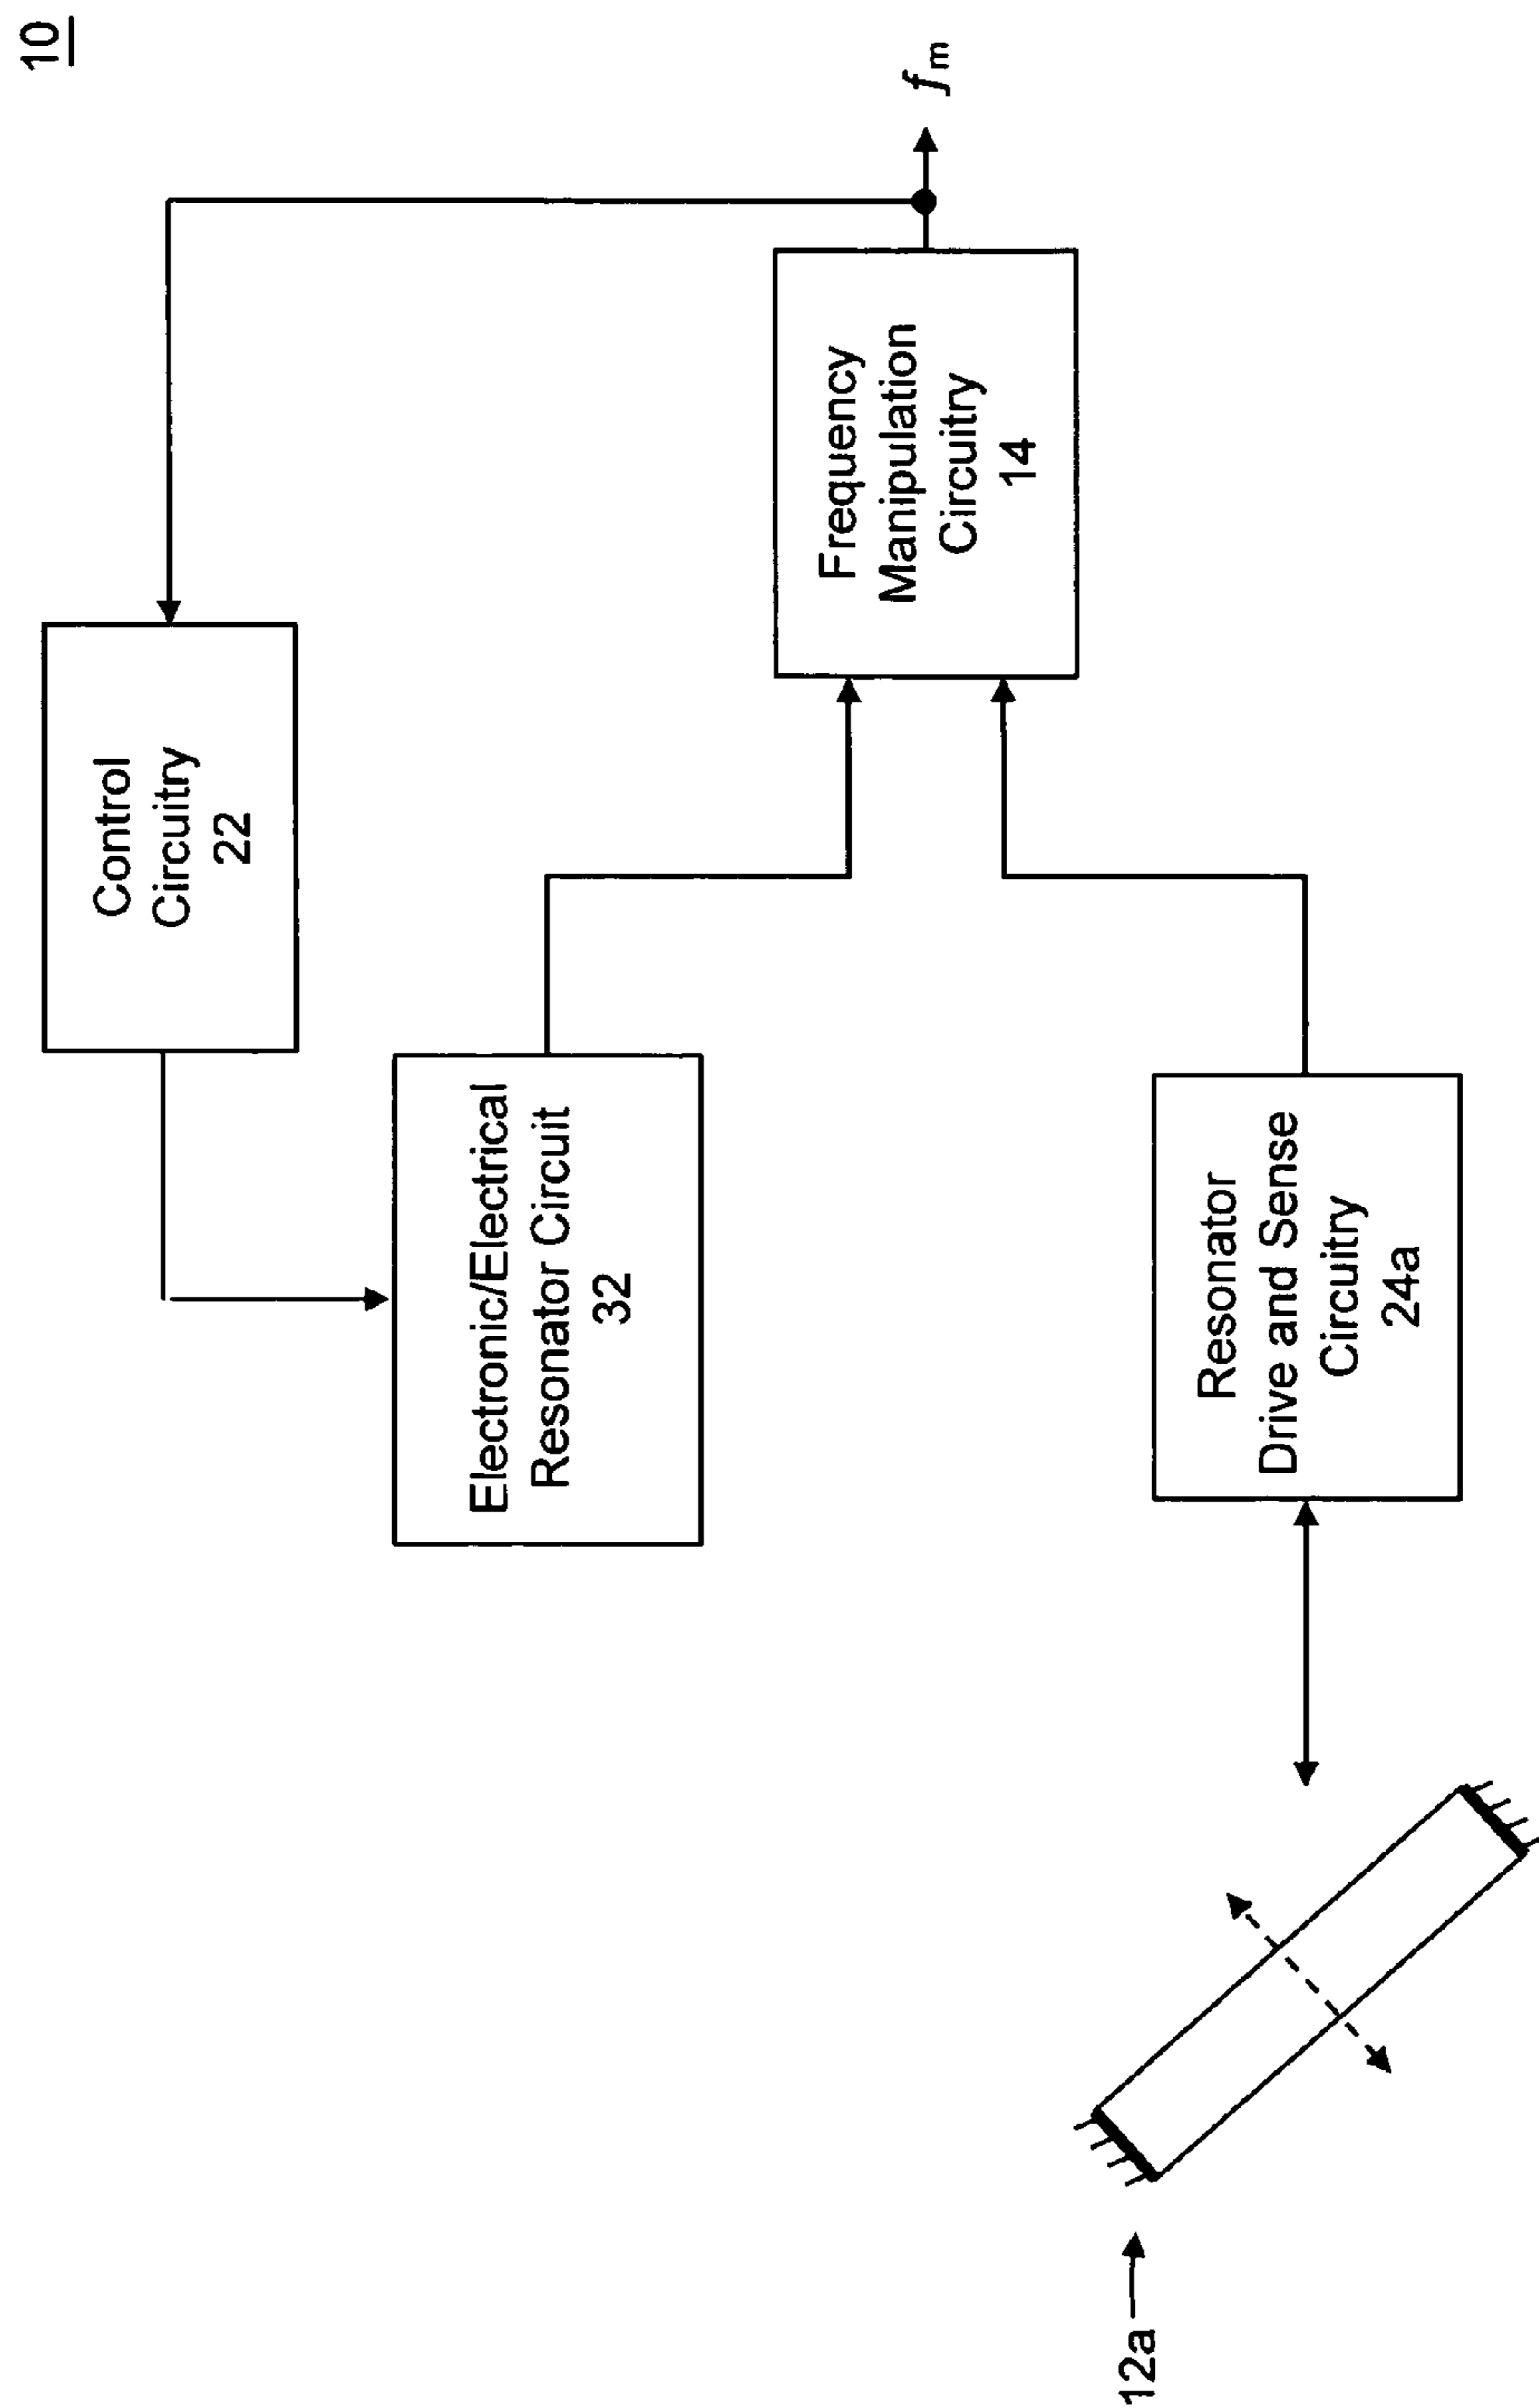 10
Control
Circuitry
22
Electronic/Electrical
Resonator Circuit
32
Frequency
Manipulation
Circuitry
14
fm
Resonator
Drive and Sense
Circuitry
24a
12a